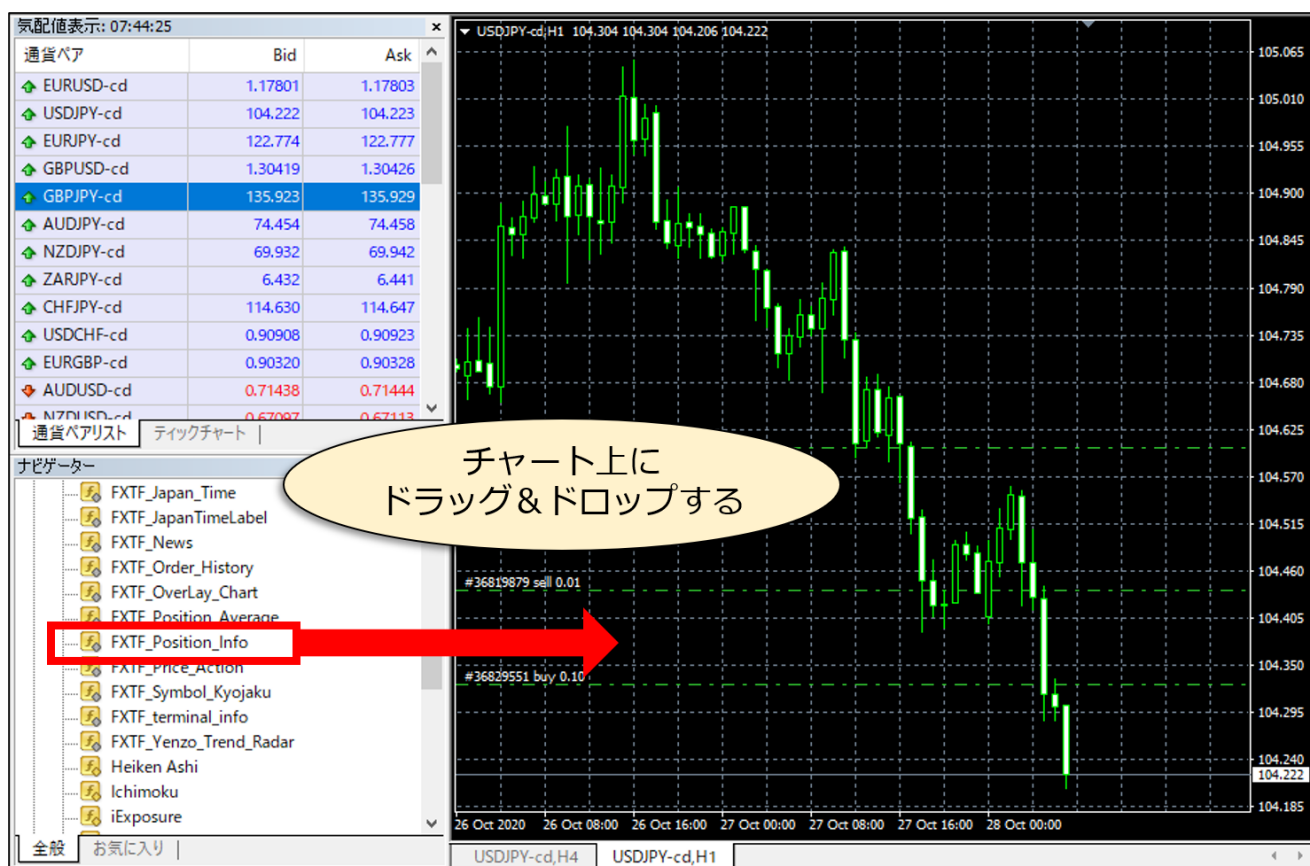 気配値表示: 07:44:25
通貨ペア Bid Ask
EURUSD-cd 1.17801 1.17803
USDJPY-cd 104.222 104.223
EURJPY-cd 122.774 122.777
GBPUSD-cd 1.30419 1.30426
GBPJPY-cd 135.923 135.929
AUDJPY-cd 74.454 74.458
NZDJPY-cd 69.932 69.942
ZARJPY-cd 6.432 6.441
CHFJPY-cd 114.630 114.647
USDCHF-cd 0.90908 0.90923
EURGBP-cd 0.90320 0.90328
AUDUSD-cd 0.71438 0.71444
NZDUSD-cd 0.67097 0.67113
通貨ペアリスト ティックチャート
ナビゲーター
FXTF_Japan_Time
FXTF_JapanTimeLabel
FXTF_News
FXTF_Order_History
FXTF_OverLay_Chart
FXTF_Position_Average
FXTF_Position_Info
FXTF_Price_Action
FXTF_Symbol_Kyojaku
FXTF_terminal_info
FXTF_Yenzo_Trend_Radar
Heiken Ashi
Ichimoku
iExposure
全般 お気に入り
USDJPY-cd,H1 104.304 104.304 104.206 104.222
チャート上に
ドラッグ&ドロップする
#36819879 sell 0.01
#36829551 buy 0.10
105.065
105.010
104.955
104.900
104.845
104.790
104.735
104.680
104.625
104.570
104.515
104.460
104.405
104.350
104.295
104.240
104.222
104.185
26 Oct 2020 26 Oct 08:00 26 Oct 16:00 27 Oct 00:00 27 Oct 08:00 27 Oct 16:00 28 Oct 00:00
USDJPY-cd,H4 USDJPY-cd,H1